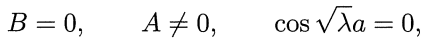 B = 0, A ≠ 0, cos √λa = 0,